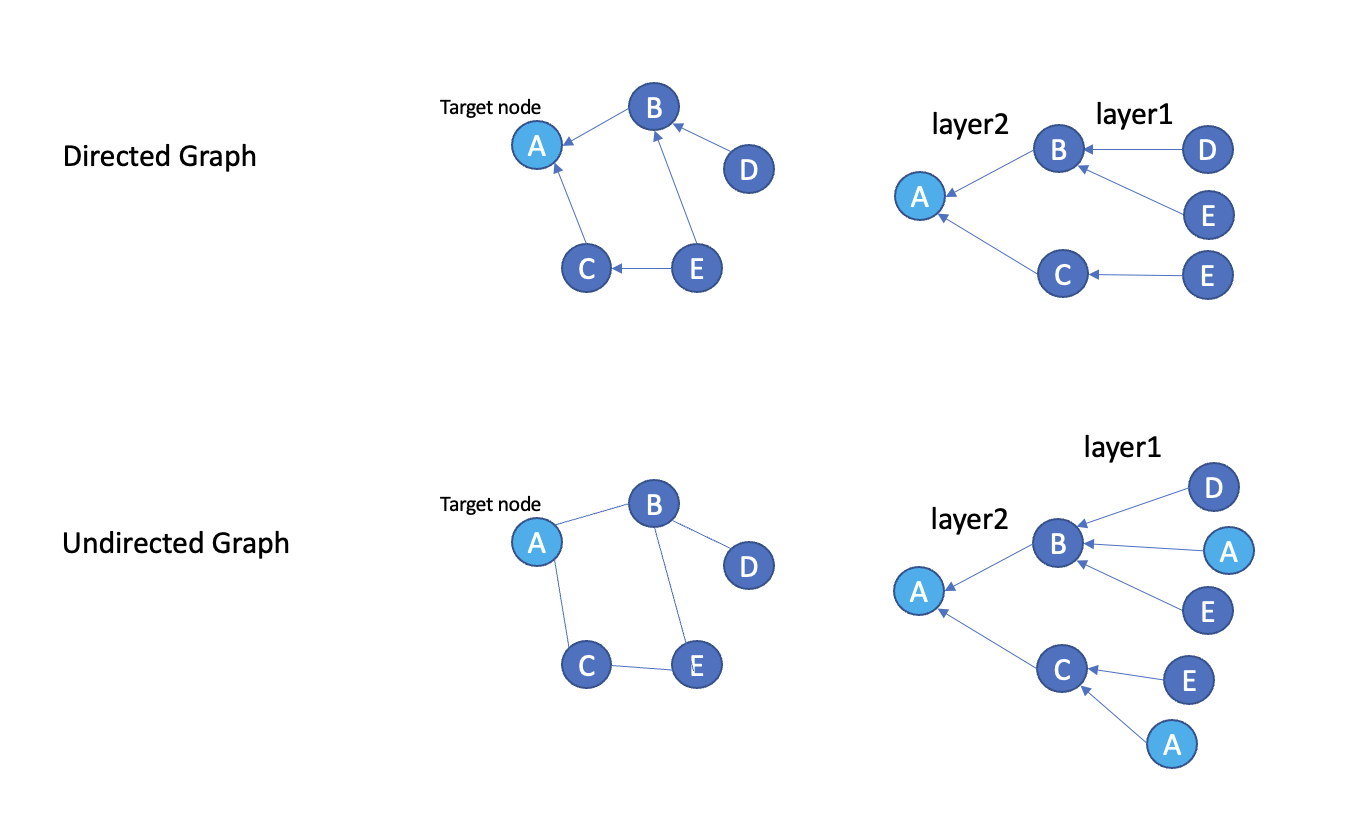 Directed Graph
Target node
A
B
D
C
E
layer2
layer1
A
B
D
E
C
E
Undirected Graph
Target node
A
B
D
C
E
layer1
layer2
A
B
D
A
E
C
E
A